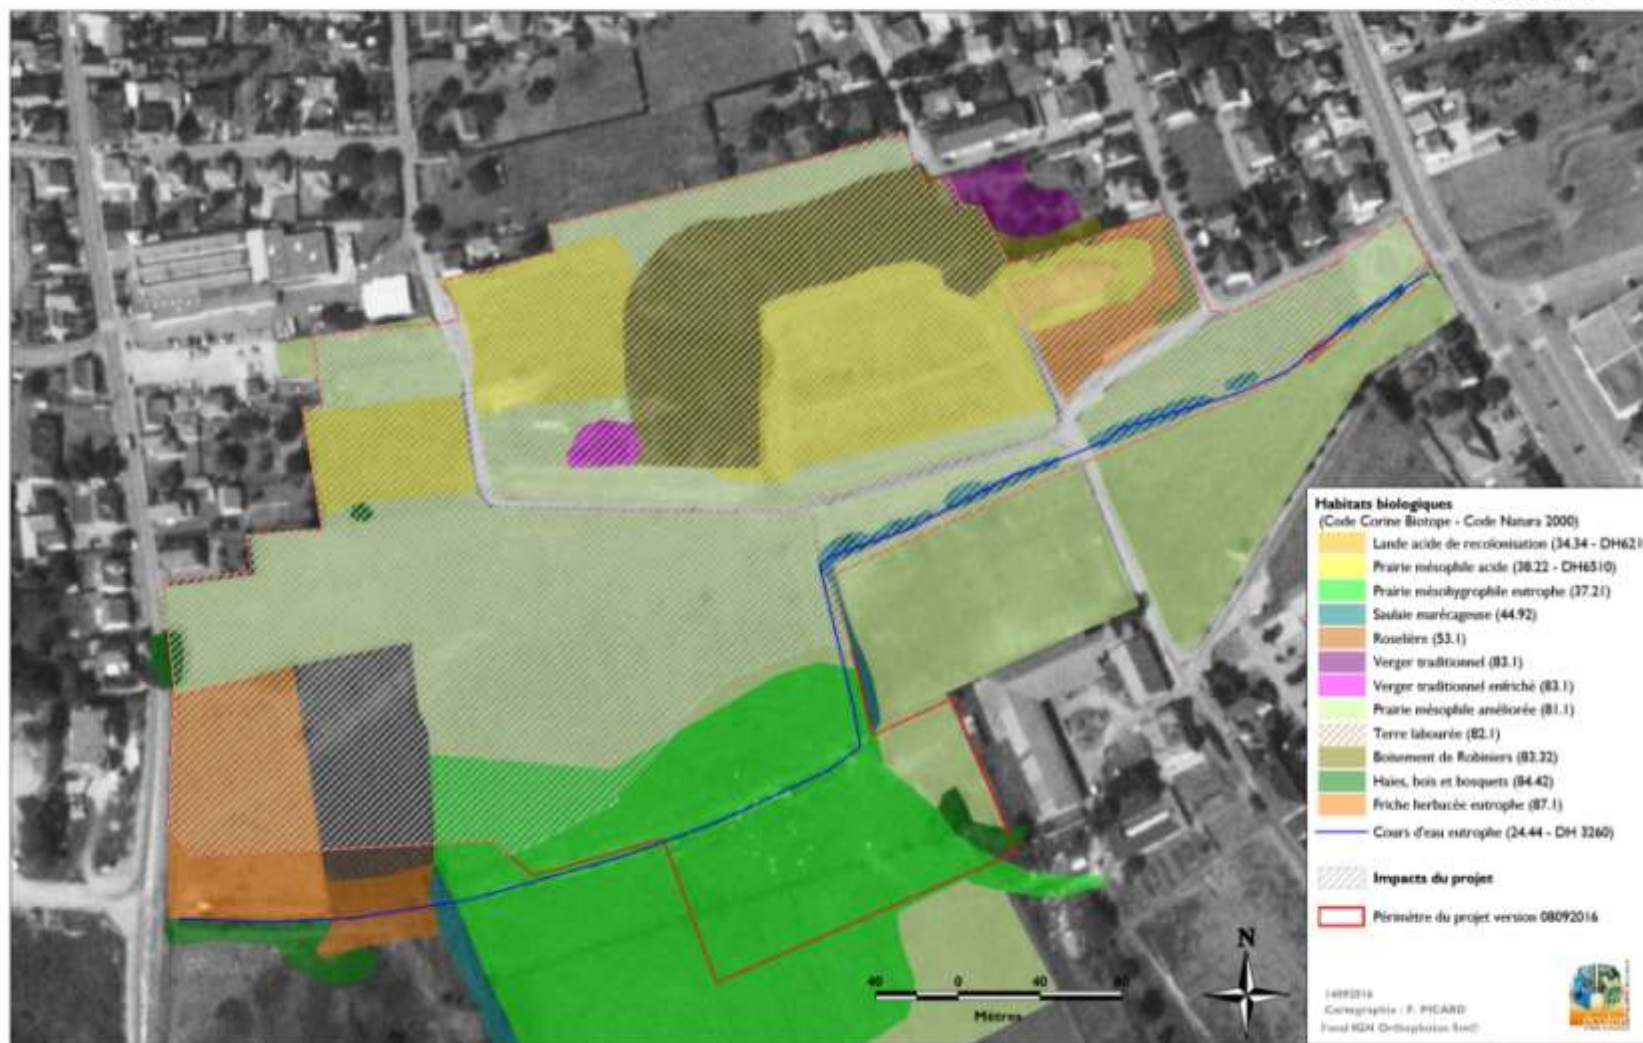 Habitats biologiques
(Code Corine Biotope - Code Natura 2000)
Lande acide de recolonisation (34.34 - DH621
Prairie mésophile acide (38.22 - DH6510)
Prairie mésohygrophile eutrophe (37.21)
Saulaie marécageuse (44.92)
Roselière (53.1)
Verger traditionnel (83.1)
Verger traditionnel enfriché (83.1)
Prairie mésophile améliorée (81.1)
Terre labourée (82.1)
Boisement de Robiniers (83.32)
Haies, bois et bosquets (84.42)
Friche herbacée eutrophe (87.1)
Cours d'eau eutrophe (24.44 - DH 3260)
Impacts du projet
Périmètre du projet version 08092016
N
40 0 40 80
Mètres
14092016
Cartographie : F. PICARD
Fond IGN Orthophotos